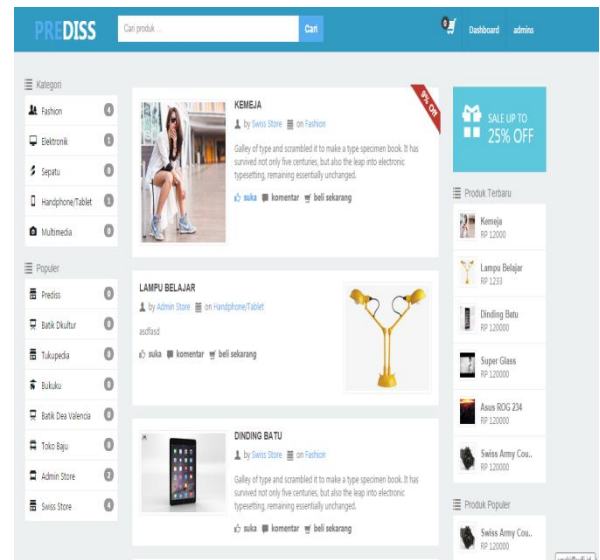 PREDISS
Cari produk ...
Cari
0
Dashboard
admins
Kategori
Fashion 4
Elektronik 1
Sepatu 0
Handphone/Tablet 1
Multimedia 0
Populer
Prediss 0
Batik Dkultur 0
Tukupedia 0
Bukuku 0
Batik Dea Valencia 0
Toko Baju 0
Admin Store 2
Swiss Store 4
9% Off
KEMEJA
by Swiss Store on Fashion
Galley of type and scrambled it to make a type specimen book. It has
survived not only five centuries, but also the leap into electronic
typesetting, remaining essentially unchanged.
suka komentar beli sekarang
LAMPU BELAJAR
by Admin Store on Handphone/Tablet
asdfasd
suka komentar beli sekarang
DINDING BATU
by Swiss Store on Fashion
Galley of type and scrambled it to make a type specimen book. It has
survived not only five centuries, but also the leap into electronic
typesetting, remaining essentially unchanged.
suka komentar beli sekarang
SALE UP TO
25% OFF
Produk Terbaru
Kemeja
RP 12000
Lampu Belajar
RP 1233
Dinding Batu
RP 120000
Super Glass
RP 120000
Asus ROG 234
RP 120000
Swiss Army Cou..
RP 120000
Produk Populer
Swiss Army Cou..
RP 120000